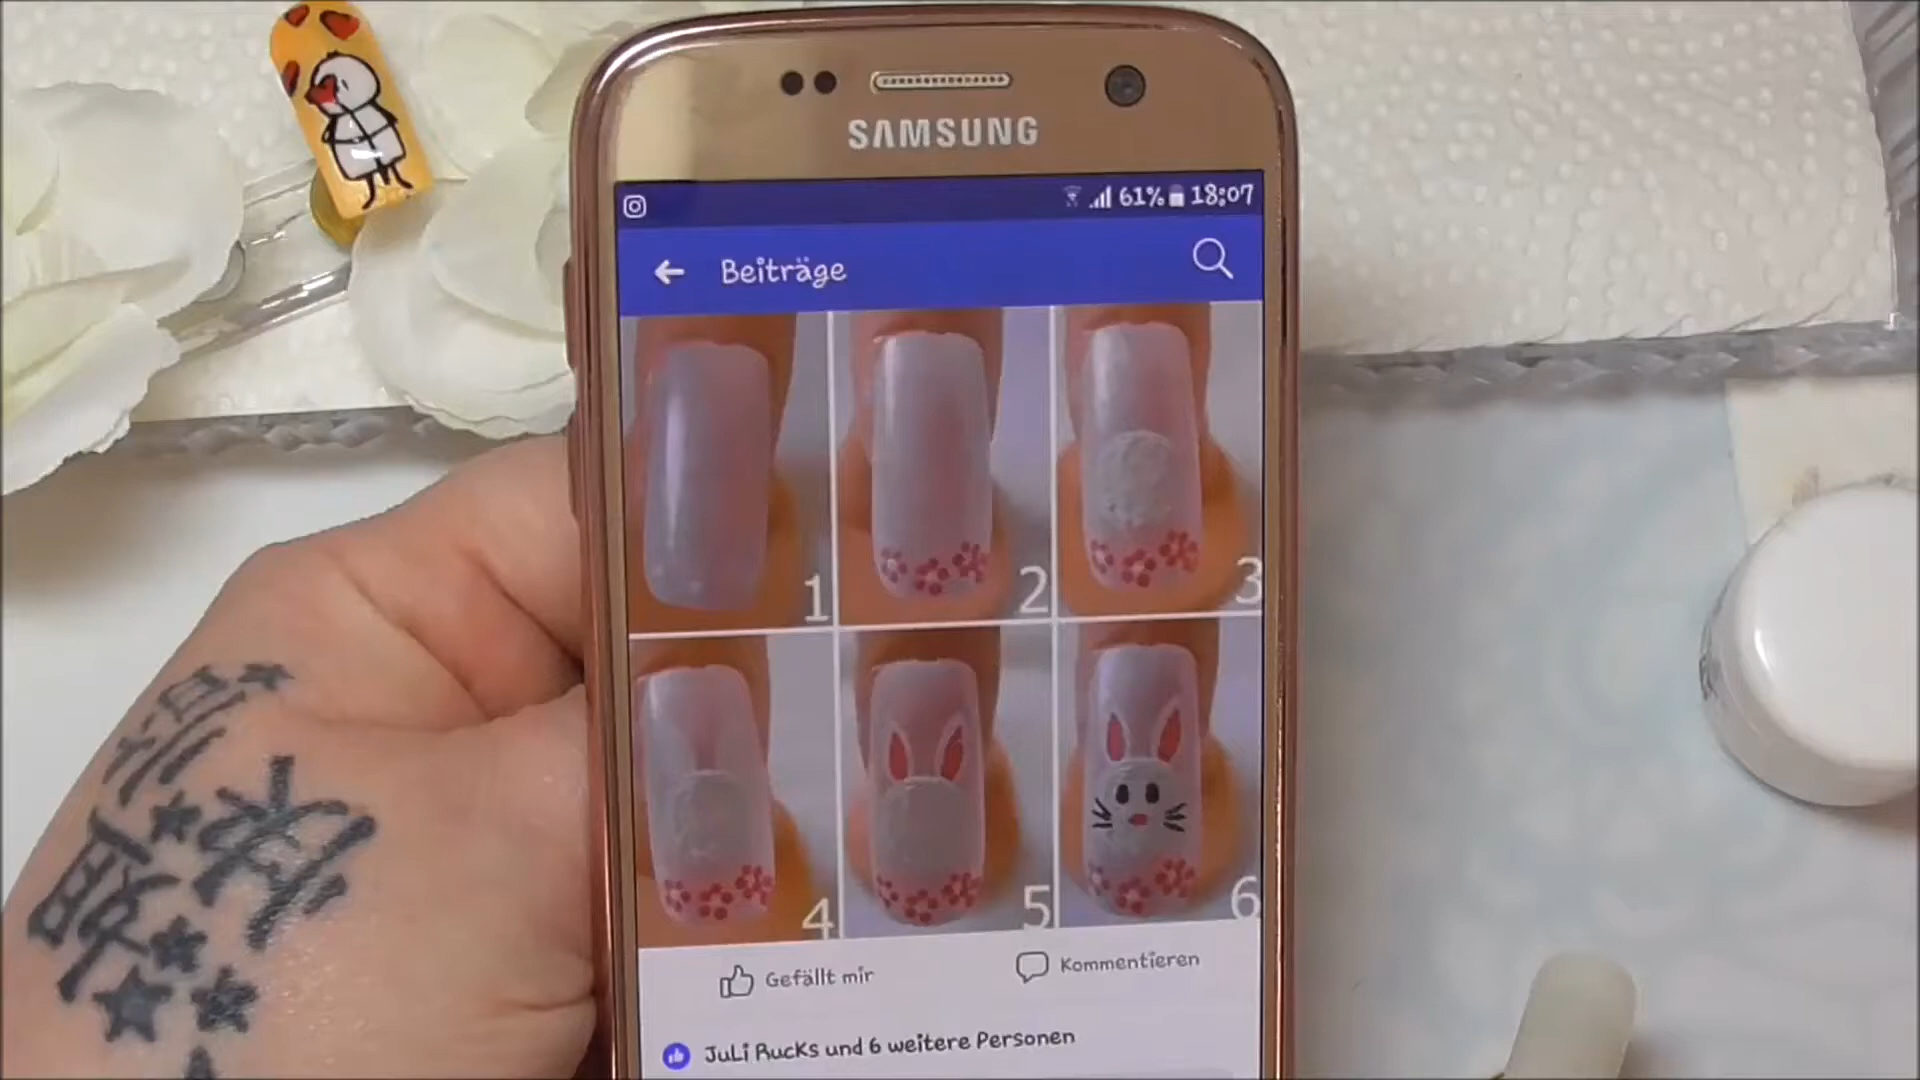 SAMSUNG
61% 18:07
Beiträge
1
2
3
4
5
6
Gefällt mir
Kommentieren
JuLi Rucks und 6 weitere Personen